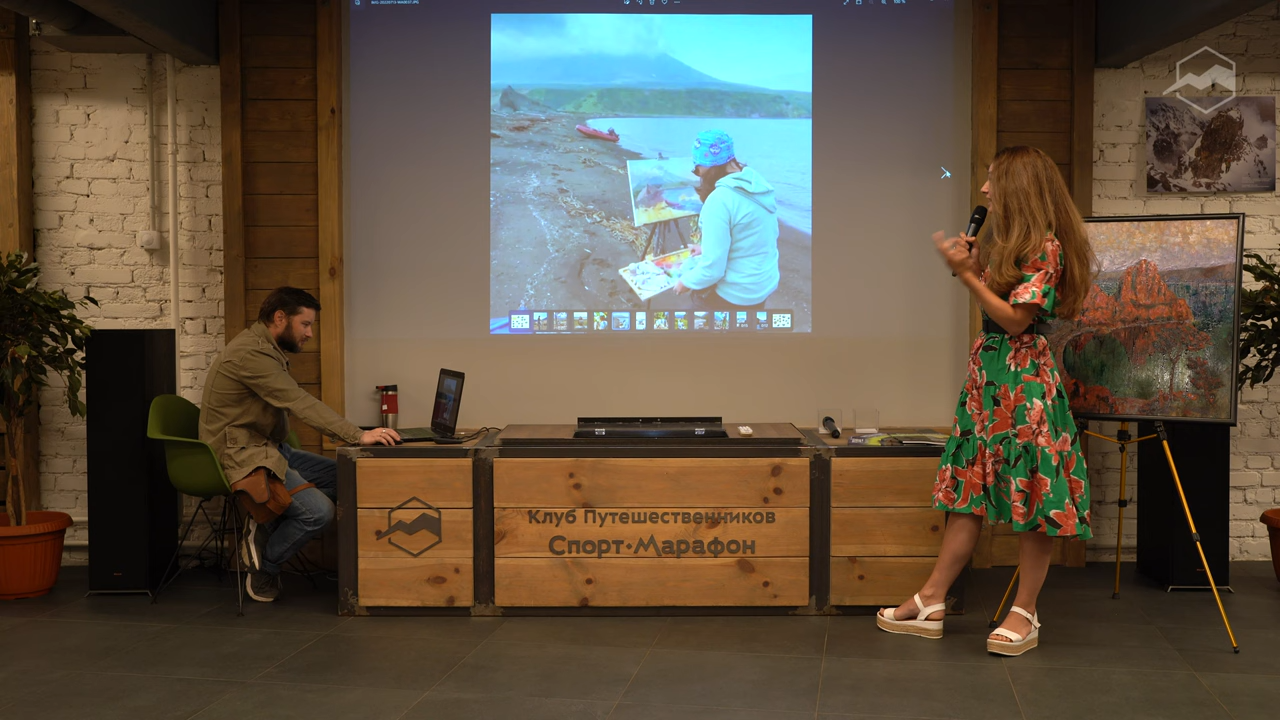 Клуб Путешественников
Спорт-Марафон